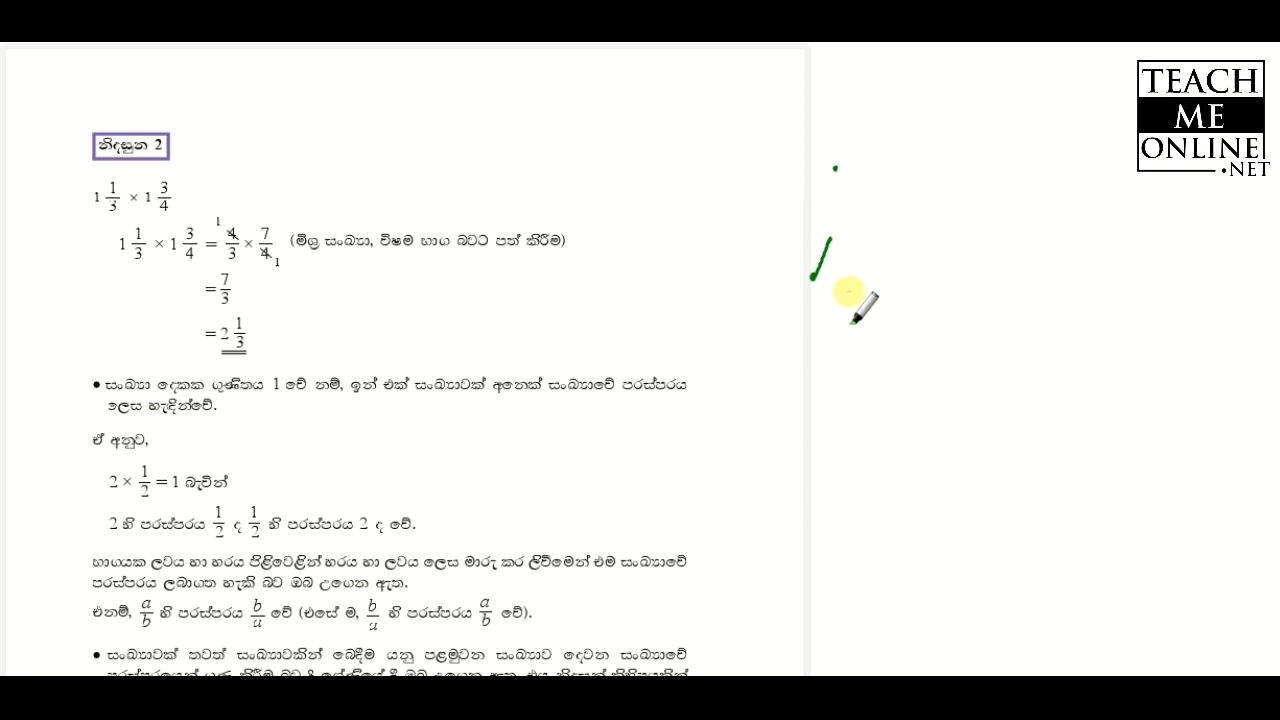 TEACH
ME
ONLINE
.NET
නිදසුන 2
1 1/3 × 1 3/4
1 1/3 × 1 3/4 = 4/3 × 7/4 (මිශ්‍ර සංඛ්‍යා, විෂම භාග බවට පත් කිරීම)
1 1
= 7/3
= 2 1/3
• සංඛ්‍යා දෙකක ගුණිතය 1 වේ නම්, ඉන් එක් සංඛ්‍යාවක් අනෙක් සංඛ්‍යාවේ පරස්පරය
ලෙස හැඳින්වේ.
ඒ අනුව,
2 × 1/2 = 1 බැවින්
2 හි පරස්පරය 1/2 ද 1/2 හි පරස්පරය 2 ද වේ.
භාගයක ලවය හා හරය පිළිවෙළින් හරය හා ලවය ලෙස මාරු කර ලිවීමෙන් එම සංඛ්‍යාවේ
පරස්පරය ලබාගත හැකි බව ඔබ උගෙන ඇත.
එනම්, a/b හි පරස්පරය b/a වේ (එසේ ම, b/a හි පරස්පරය a/b වේ).
• සංඛ්‍යාවක් තවත් සංඛ්‍යාවකින් බෙදීම යනු පළමුවන සංඛ්‍යාව දෙවන සංඛ්‍යාවේ